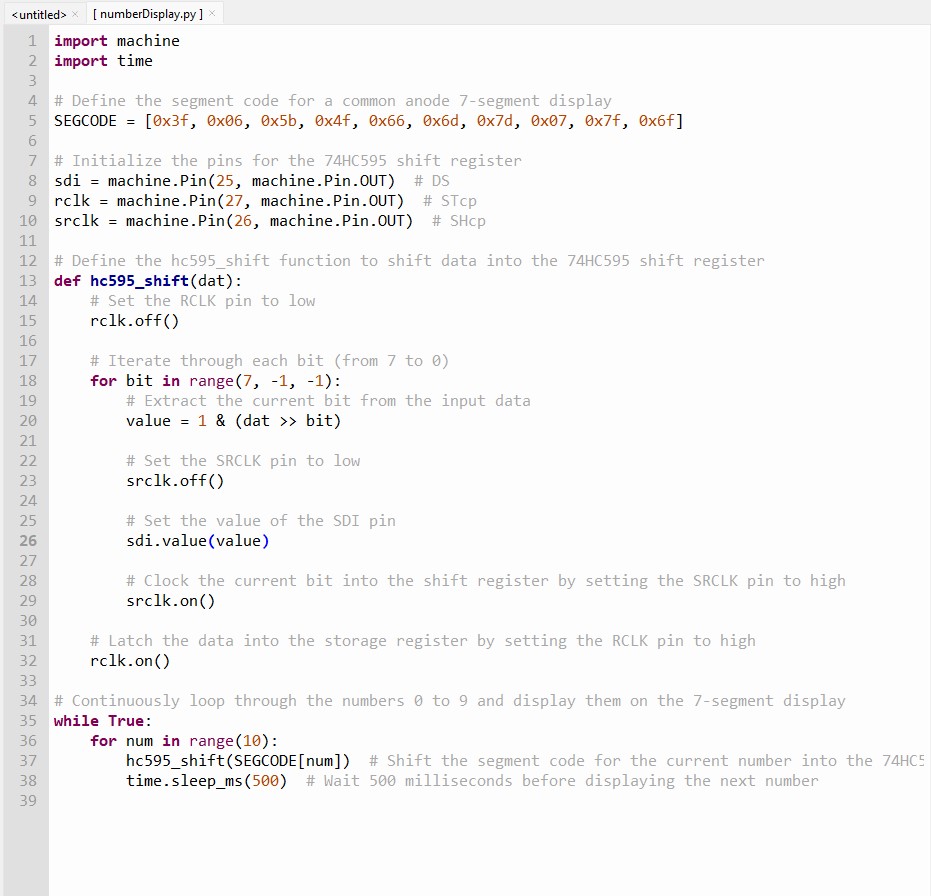 <untitled> × [ numberDisplay.py ] ×
1 import machine
2 import time
3
4 # Define the segment code for a common anode 7-segment display
5 SEGCODE = [0x3f, 0x06, 0x5b, 0x4f, 0x66, 0x6d, 0x7d, 0x07, 0x7f, 0x6f]
6
7 # Initialize the pins for the 74HC595 shift register
8 sdi = machine.Pin(25, machine.Pin.OUT)  # DS
9 rclk = machine.Pin(27, machine.Pin.OUT)  # STcp
10 srclk = machine.Pin(26, machine.Pin.OUT)  # SHcp
11
12 # Define the hc595_shift function to shift data into the 74HC595 shift register
13 def hc595_shift(dat):
14     # Set the RCLK pin to low
15     rclk.off()
16
17     # Iterate through each bit (from 7 to 0)
18     for bit in range(7, -1, -1):
19         # Extract the current bit from the input data
20         value = 1 & (dat >> bit)
21
22         # Set the SRCLK pin to low
23         srclk.off()
24
25         # Set the value of the SDI pin
26         sdi.value(value)
27
28         # Clock the current bit into the shift register by setting the SRCLK pin to high
29         srclk.on()
30
31     # Latch the data into the storage register by setting the RCLK pin to high
32     rclk.on()
33
34 # Continuously loop through the numbers 0 to 9 and display them on the 7-segment display
35 while True:
36     for num in range(10):
37         hc595_shift(SEGCODE[num])  # Shift the segment code for the current number into the 74HC5
38         time.sleep_ms(500)  # Wait 500 milliseconds before displaying the next number
39